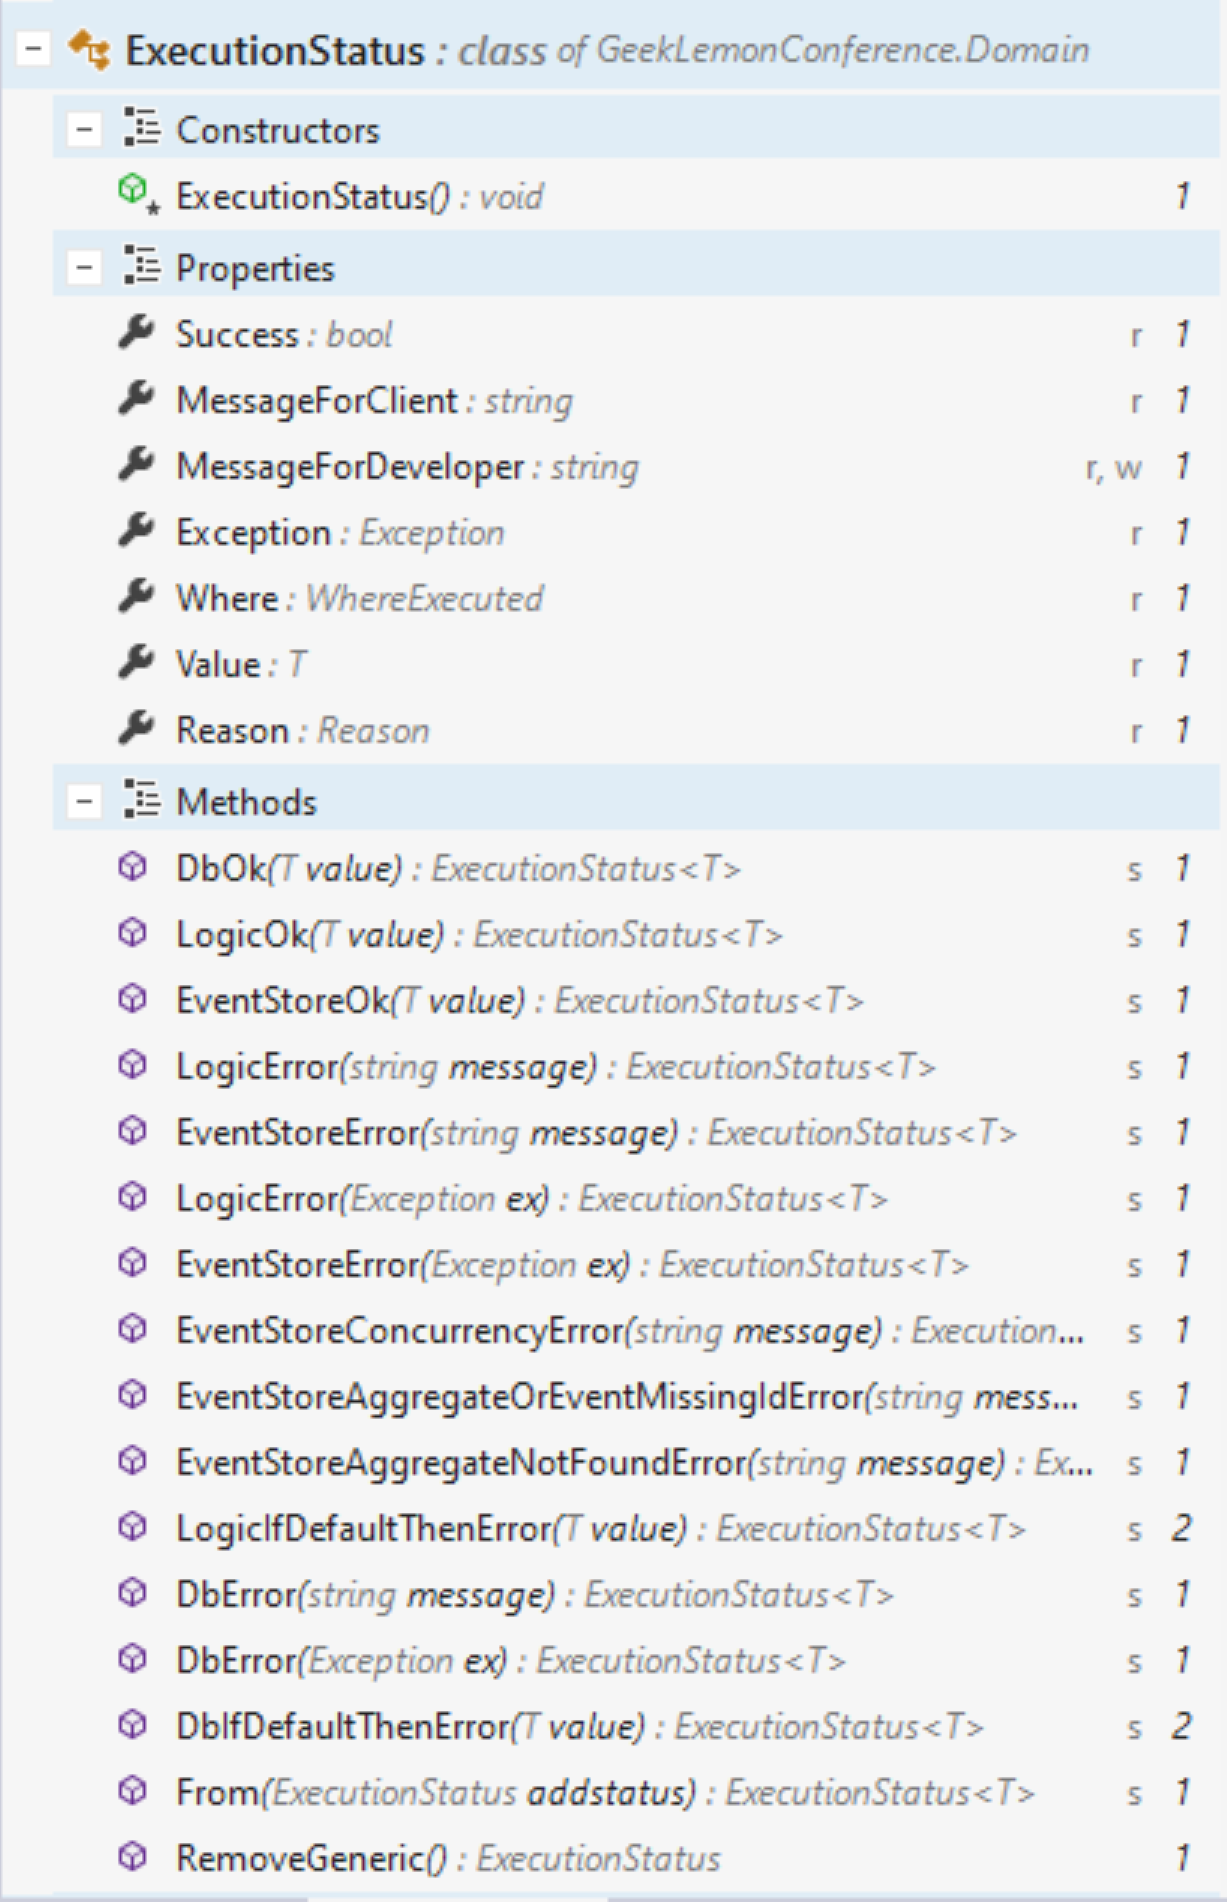 ExecutionStatus : class of GeekLemonConference.Domain
Constructors
ExecutionStatus() : void 1
Properties
Success : bool r 1
MessageForClient : string r 1
MessageForDeveloper : string r, w 1
Exception : Exception r 1
Where : WhereExecuted r 1
Value : T r 1
Reason : Reason r 1
Methods
DbOk(T value) : ExecutionStatus<T> s 1
LogicOk(T value) : ExecutionStatus<T> s 1
EventStoreOk(T value) : ExecutionStatus<T> s 1
LogicError(string message) : ExecutionStatus<T> s 1
EventStoreError(string message) : ExecutionStatus<T> s 1
LogicError(Exception ex) : ExecutionStatus<T> s 1
EventStoreError(Exception ex) : ExecutionStatus<T> s 1
EventStoreConcurrencyError(string message) : Execution... s 1
EventStoreAggregateOrEventMissingIdError(string mess... s 1
EventStoreAggregateNotFoundError(string message) : Ex... s 1
LogicIfDefaultThenError(T value) : ExecutionStatus<T> s 2
DbError(string message) : ExecutionStatus<T> s 1
DbError(Exception ex) : ExecutionStatus<T> s 1
DbIfDefaultThenError(T value) : ExecutionStatus<T> s 2
From(ExecutionStatus addstatus) : ExecutionStatus<T> s 1
RemoveGeneric() : ExecutionStatus 1